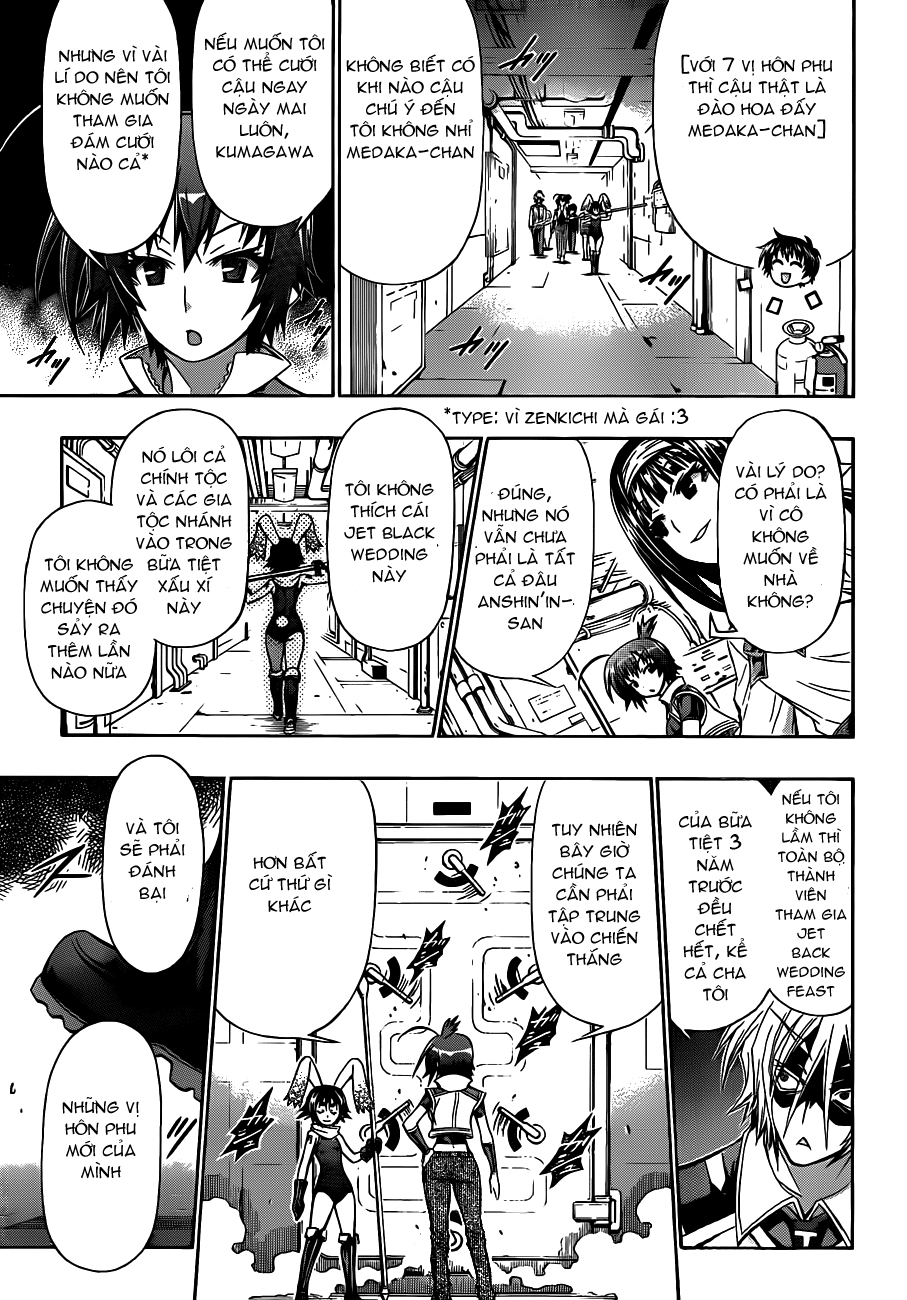 [VỚI 7 VỊ HÔN PHU
THÌ CẬU THẬT LÀ
ĐÀO HOA ĐẤY
MEDAKA-CHAN]
KHÔNG BIẾT CÓ
KHI NÀO CẬU
CHÚ Ý ĐẾN
TÔI KHÔNG NHỈ
MEDAKA-CHAN
NẾU MUỐN TÔI
CÓ THỂ CƯỚI
CẬU NGAY
NGÀY MAI
LUÔN,
KUMAGAWA
NHƯNG VÌ VÀI
LÍ DO NÊN TÔI
KHÔNG MUỐN
THAM GIA
ĐÁM CƯỚI
NÀO CẢ*
*TYPE: VÌ ZENKICHI MÀ GÁI :3
VÀI LÝ DO?
CÓ PHẢI LÀ
VÌ CÔ
KHÔNG
MUỐN VỀ
NHÀ
KHÔNG?
ĐÚNG,
NHƯNG NÓ
VẪN CHƯA
PHẢI LÀ TẤT
CẢ ĐÂU
ANSHIN'IN-
SAN
TÔI KHÔNG
THÍCH CÁI
JET BLACK
WEDDING
NÀY
NÓ LÔI CẢ
CHÍNH TỘC
VÀ CÁC GIA
TỘC NHÁNH
VÀO TRONG
BỮA TIỆT
XẤU XÍ
NÀY
TÔI KHÔNG
MUỐN THẤY
CHUYỆN ĐÓ
SẢY RA
THÊM LẦN
NÀO NỮA
NẾU TÔI
KHÔNG
LẦM THÌ
TOÀN BỘ
THÀNH
VIÊN
THAM GIA
JET
BACK
WEDDING
FEAST
CỦA BỮA
TIỆT 3
NĂM
TRƯỚC
ĐỀU
CHẾT
HẾT, KỂ
CẢ CHA
TÔI
TUY NHIÊN
BÂY GIỜ
CHÚNG TA
CẦN PHẢI
TẬP TRUNG
VÀO CHIẾN
THẮNG
HƠN BẤT
CỨ THỨ GÌ
KHÁC
VÀ TÔI
SẼ PHẢI
ĐÁNH
BẠI
NHỮNG VỊ
HÔN PHU
MỚI CỦA
MÌNH